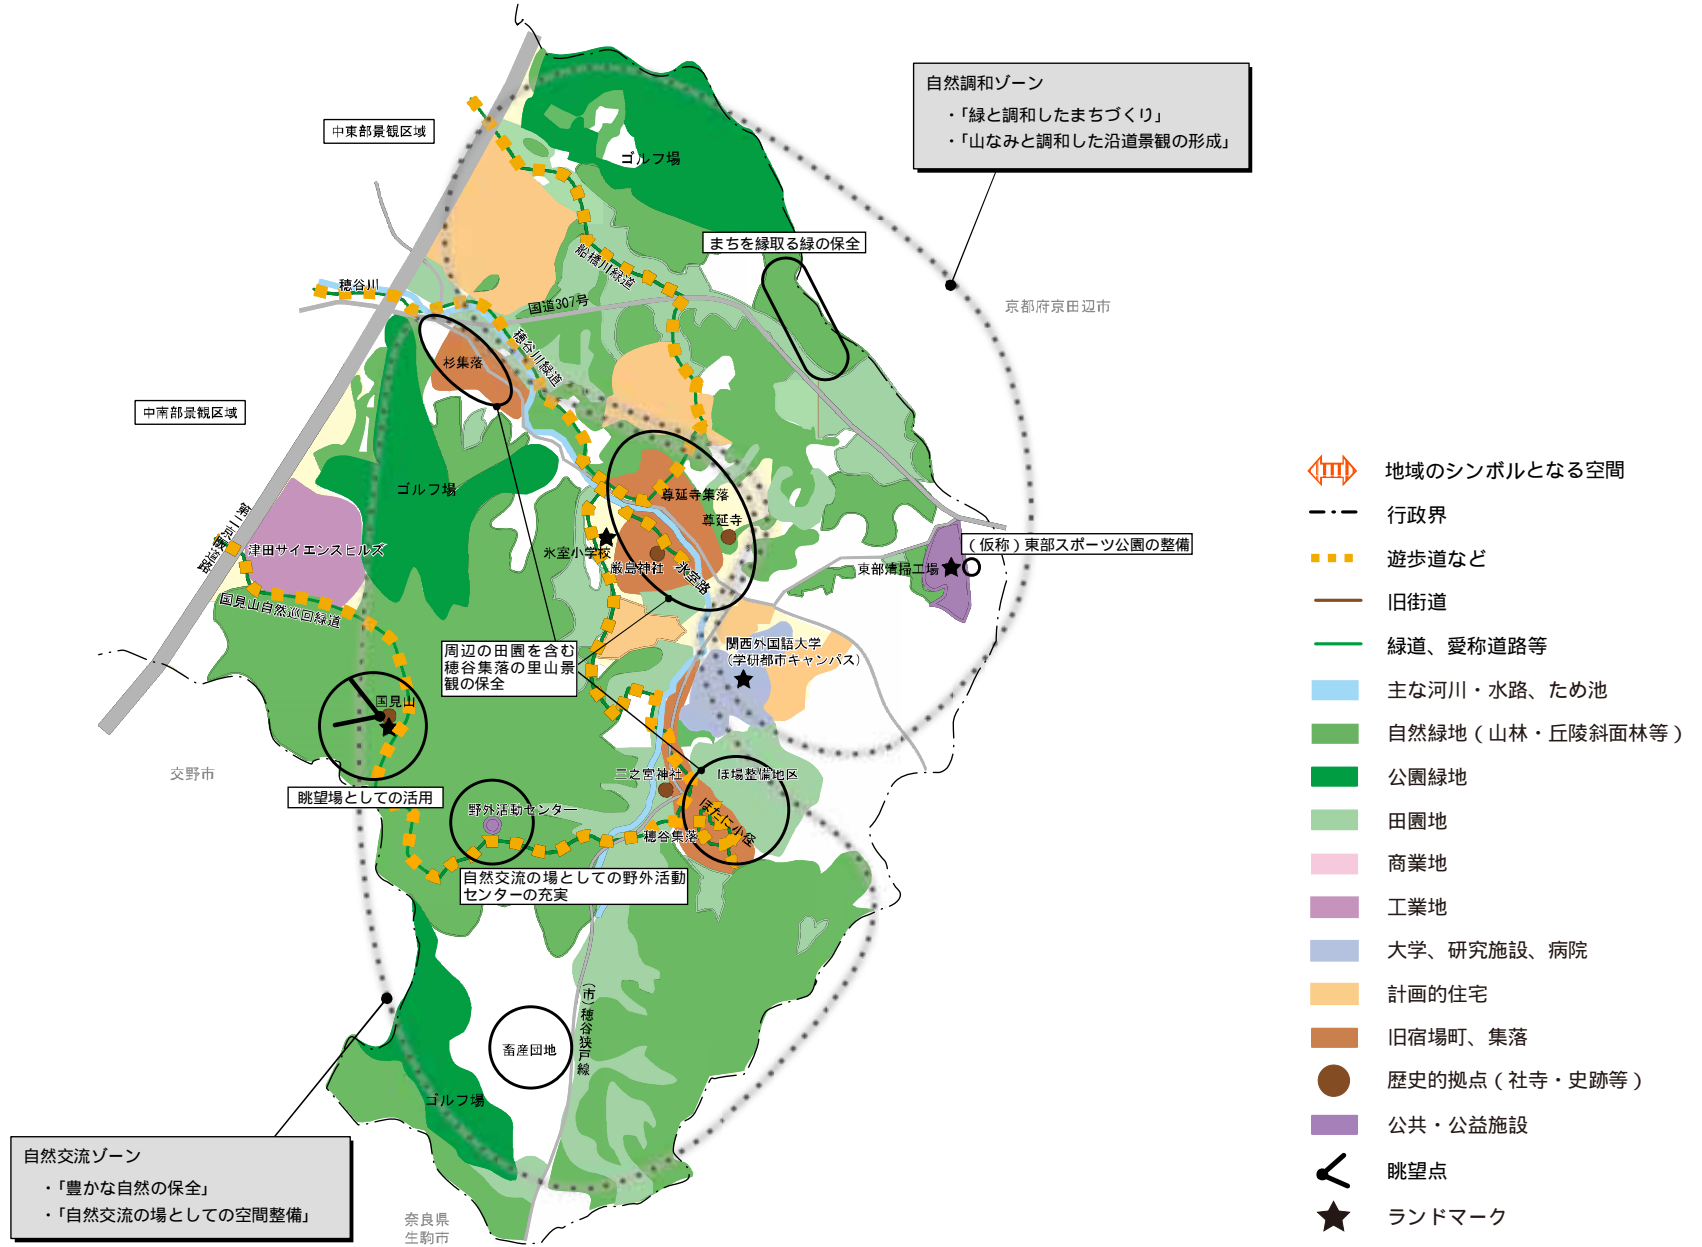 自然調和ゾーン
・「緑と調和したまちづくり」
・「山なみと調和した沿道景観の形成」
中東部景観区域
ゴルフ場
まちを縁取る緑の保全
船橋川緑道
穂谷川
国道307号
京都府京田辺市
穂谷川緑道
杉集落
中南部景観区域
ゴルフ場
尊延寺集落
尊延寺
第二京阪道路
津田サイエンスヒルズ
氷室小学校
厳島神社
氷室路
(仮称)東部スポーツ公園の整備
東部清掃工場
国見山自然巡回緑道
周辺の田園を含む
穂谷集落の里山景
観の保全
関西外国語大学
(学研都市キャンパス)
国見山
交野市
三之宮神社
ほ場整備地区
眺望場としての活用
野外活動センター
ほたに小径
穂谷集落
自然交流の場としての野外活動
センターの充実
(市)穂谷狭戸線
畜産団地
ゴルフ場
自然交流ゾーン
・「豊かな自然の保全」
・「自然交流の場としての空間整備」
奈良県
生駒市
地域のシンボルとなる空間
行政界
遊歩道など
旧街道
緑道、愛称道路等
主な河川・水路、ため池
自然緑地(山林・丘陵斜面林等)
公園緑地
田園地
商業地
工業地
大学、研究施設、病院
計画的住宅
旧宿場町、集落
歴史的拠点(社寺・史跡等)
公共・公益施設
眺望点
ランドマーク